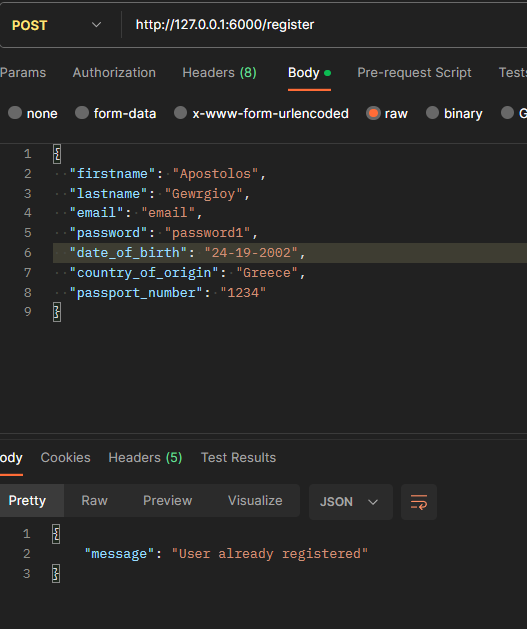 POST http://127.0.0.1:6000/register
Params Authorization Headers (8) Body Pre-request Script Tests
none form-data x-www-form-urlencoded raw binary G
1 {
2 "firstname": "Apostolos",
3 "lastname": "Gewrgioy",
4 "email": "email",
5 "password": "password1",
6 "date_of_birth": "24-19-2002",
7 "country_of_origin": "Greece",
8 "passport_number": "1234"
9 }
ody Cookies Headers (5) Test Results
Pretty Raw Preview Visualize JSON
1 {
2 "message": "User already registered"
3 }